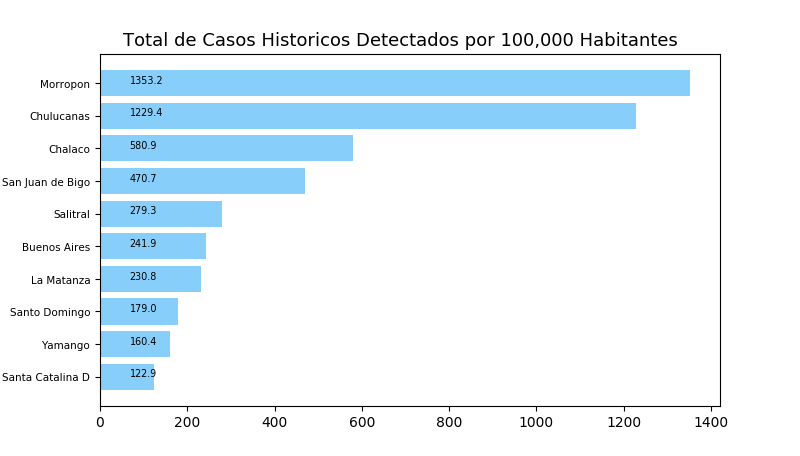 Total de Casos Historicos Detectados por 100,000 Habitantes
Morropon 1353.2
Chulucanas 1229.4
Chalaco 580.9
San Juan de Bigo 470.7
Salitral 279.3
Buenos Aires 241.9
La Matanza 230.8
Santo Domingo 179.0
Yamango 160.4
Santa Catalina D 122.9
0 200 400 600 800 1000 1200 1400